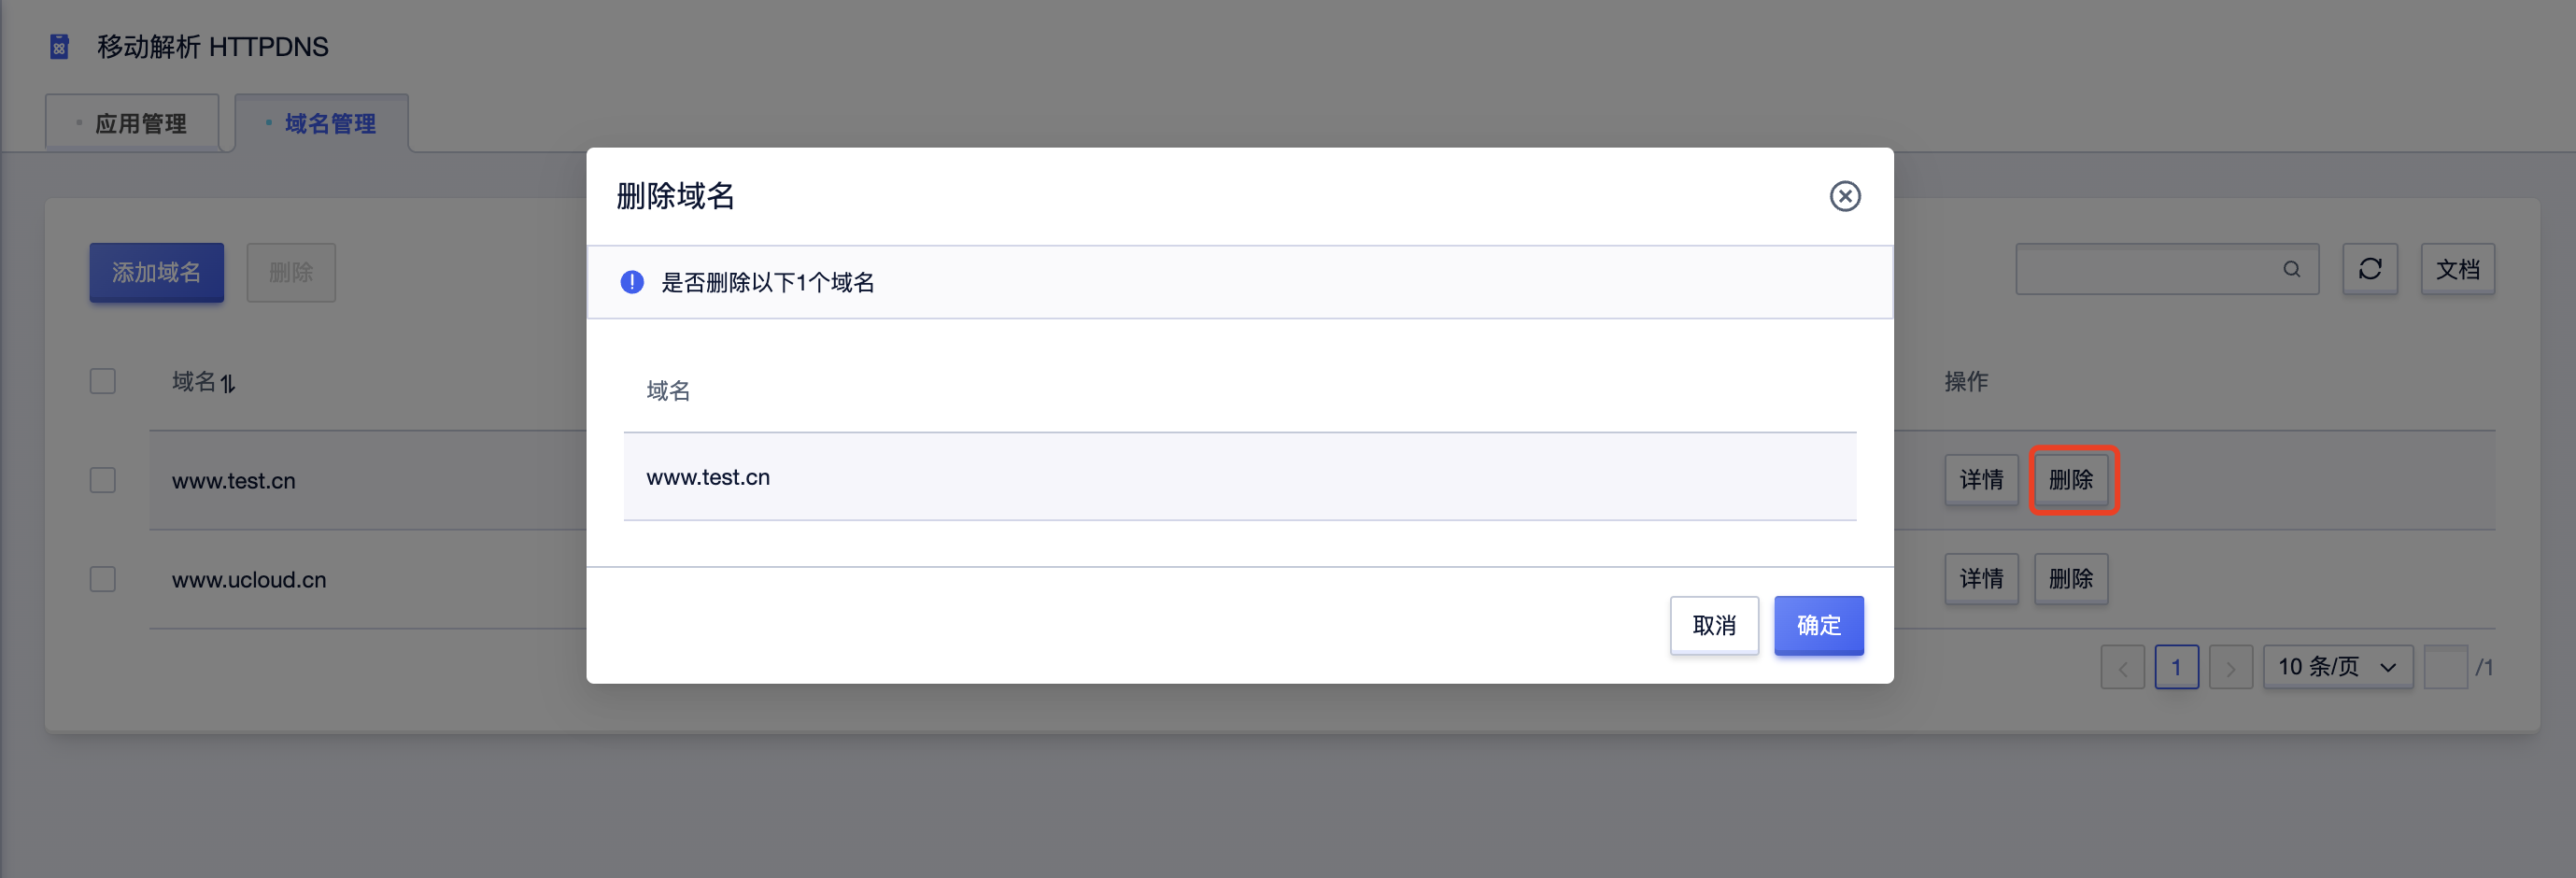 移动解析 HTTPDNS
应用管理 域名管理
删除域名
是否删除以下1个域名
添加域名 删除 文档
域名 操作
域名
www.test.cn
www.test.cn 详情 删除
www.ucloud.cn 详情 删除
取消 确定
1 10 条/页 /1